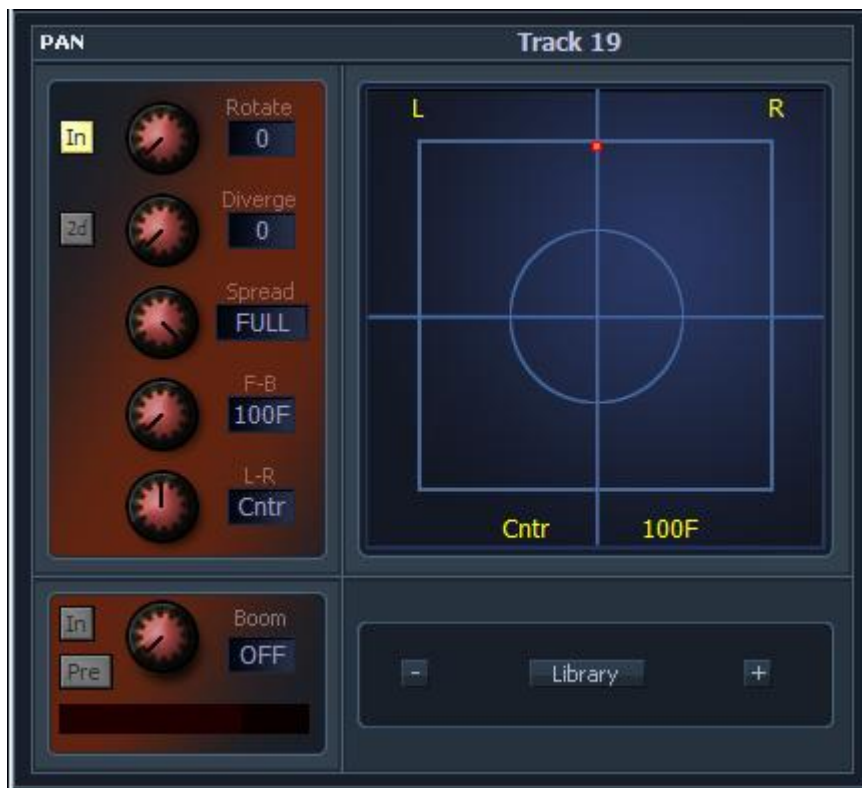 PAN
Track 19
In
Rotate
0
2d
Diverge
0
Spread
FULL
F-B
100F
L-R
Cntr
L
R
Cntr
100F
In
Pre
Boom
OFF
-
Library
+